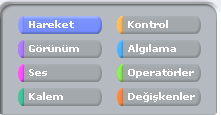 Hareket Kontrol
Görünüm Algılama
Ses Operatörler
Kalem Değişkenler